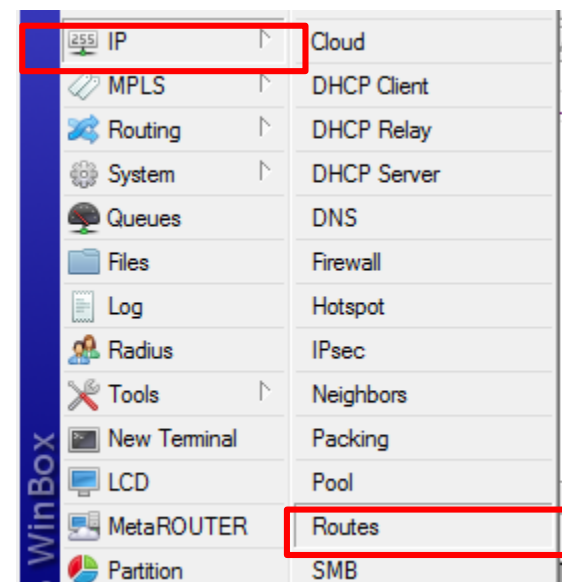 255 IP
MPLS
Routing
System
Queues
Files
Log
Radius
Tools
New Terminal
LCD
MetaROUTER
Partition
Cloud
DHCP Client
DHCP Relay
DHCP Server
DNS
Firewall
Hotspot
IPsec
Neighbors
Packing
Pool
Routes
SMB
WinBox